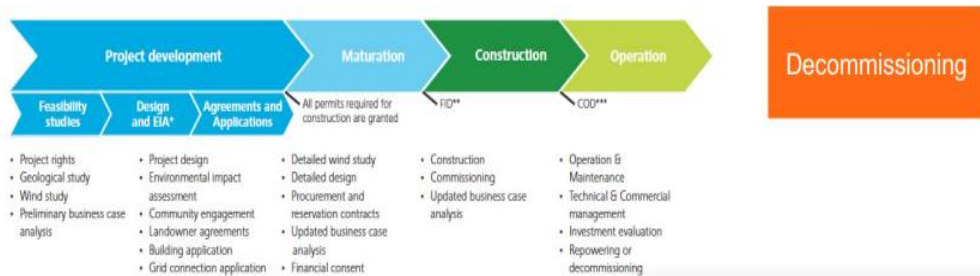 Project development
Maturation
Construction
Operation
Decommissioning
Feasibility
studies
Design
and EIA*
Agreements and
Applications
All permits required for
construction are granted
FID**
COD***
• Project rights
• Geological study
• Wind study
• Preliminary business case
analysis
• Project design
• Environmental impact
assessment
• Community engagement
• Landowner agreements
• Building application
• Grid connection application
• Detailed wind study
• Detailed design
• Procurement and
reservation contracts
• Updated business case
analysis
• Financial consent
• Construction
• Commissioning
• Updated business case
analysis
• Operation &
Maintenance
• Technical & Commercial
management
• Investment evaluation
• Repowering or
decommissioning